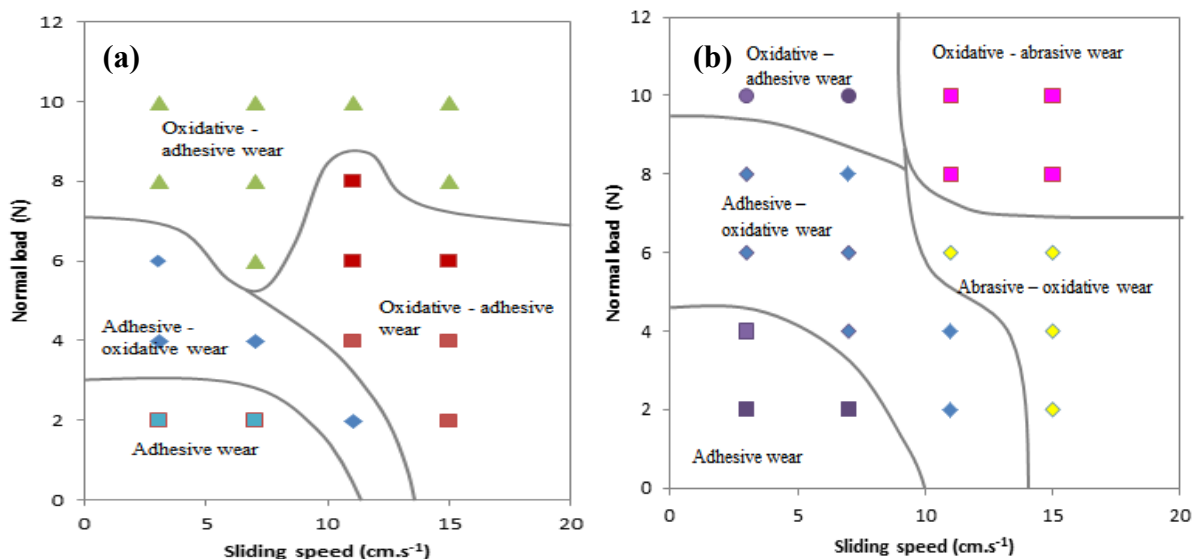 (a)
12
10
8
6
4
2
0
Normal load (N)
Oxidative -
adhesive wear
Adhesive -
oxidative wear
Oxidative - adhesive
wear
Adhesive wear
0
5
10
15
20
Sliding speed (cm.s-1)
(b)
12
10
8
6
4
2
0
Normal load (N)
Oxidative –
adhesive wear
Oxidative - abrasive wear
Adhesive –
oxidative wear
Abrasive – oxidative wear
Adhesive wear
0
5
10
15
20
Sliding speed (cm.s-1)